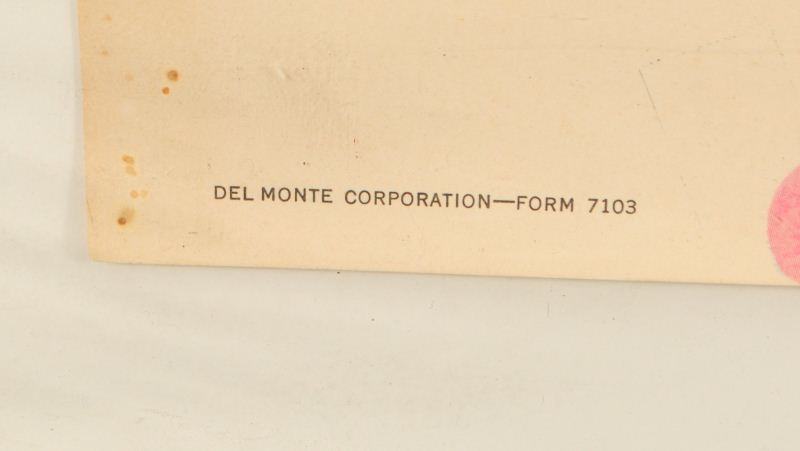 DEL MONTE CORPORATION—FORM 7103